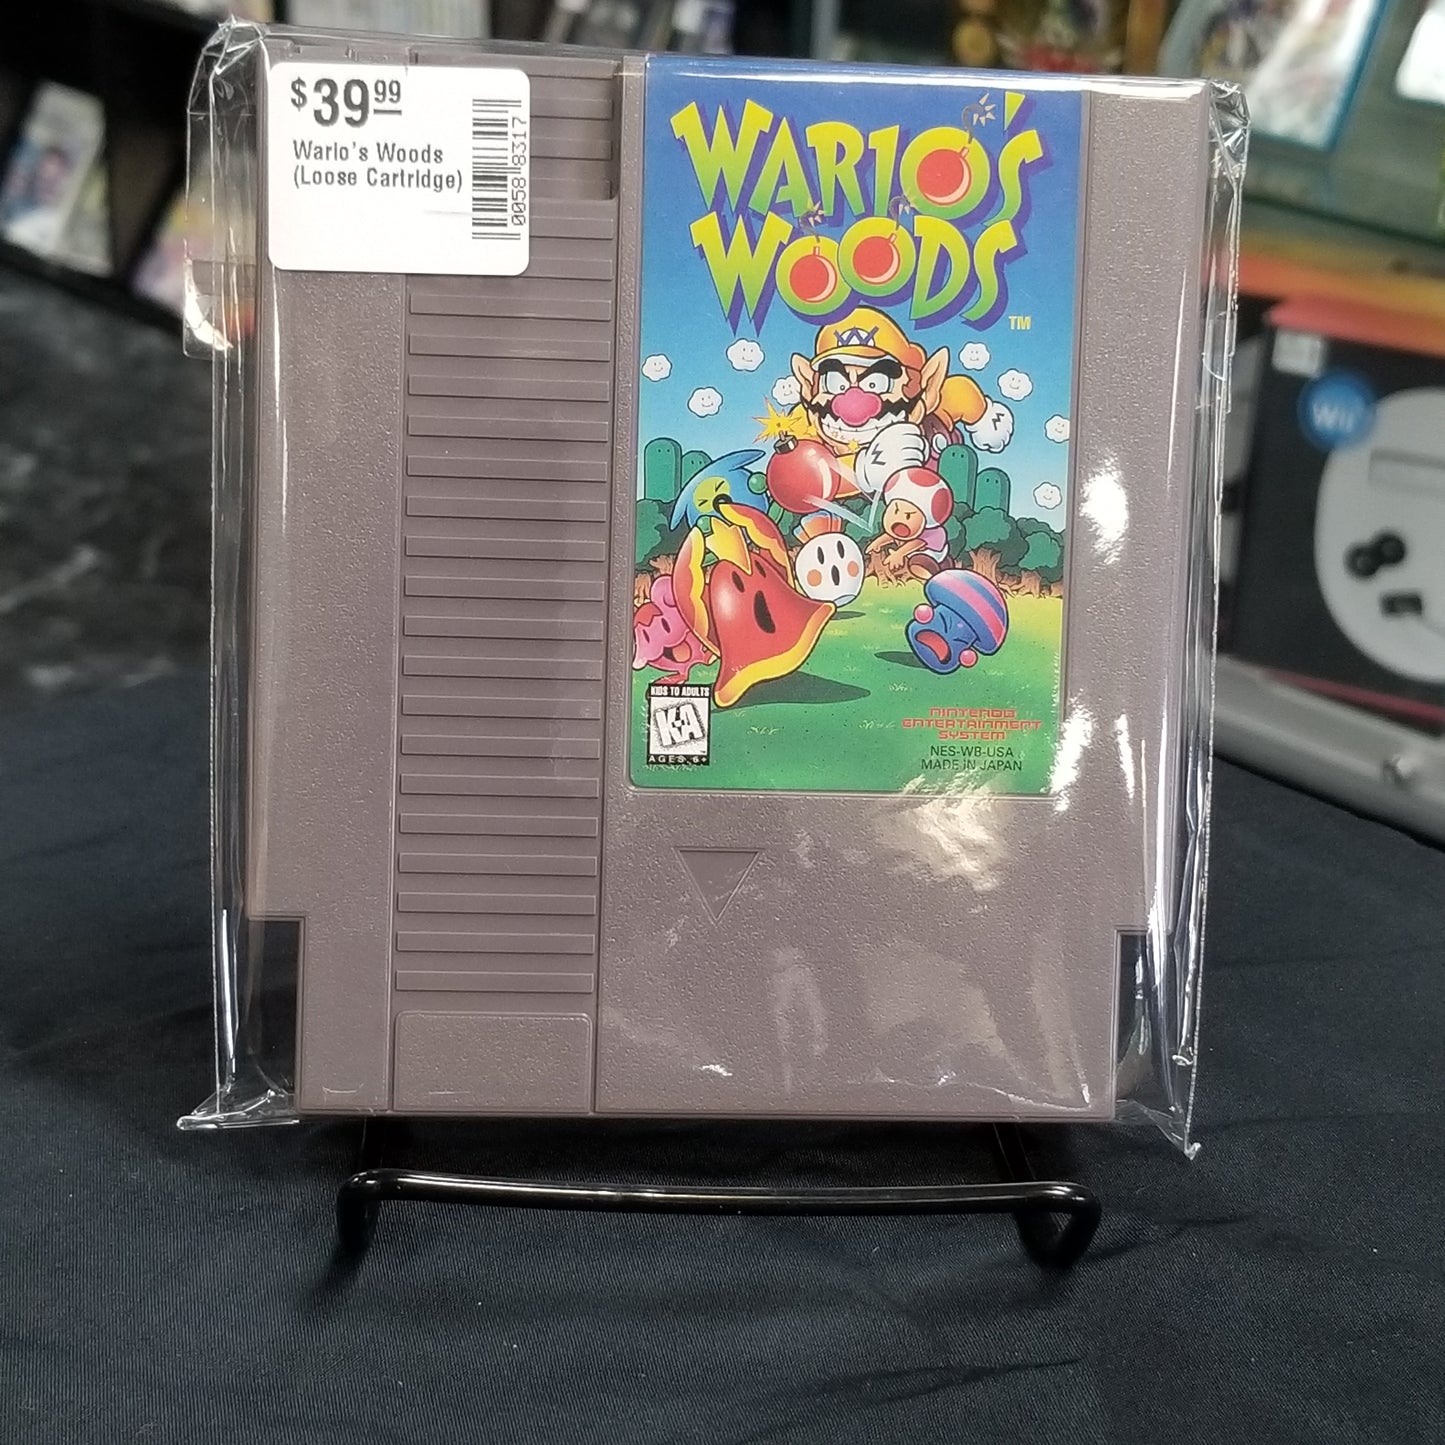 $39.99
Wario's Woods
(Loose Cartridge)
0058 8317
WARIO'S
WOODS
TM
KIDS TO ADULTS
K-A
AGES 6+
NINTENDO
ENTERTAINMENT
SYSTEM
NES-WB-USA
MADE IN JAPAN
Wii